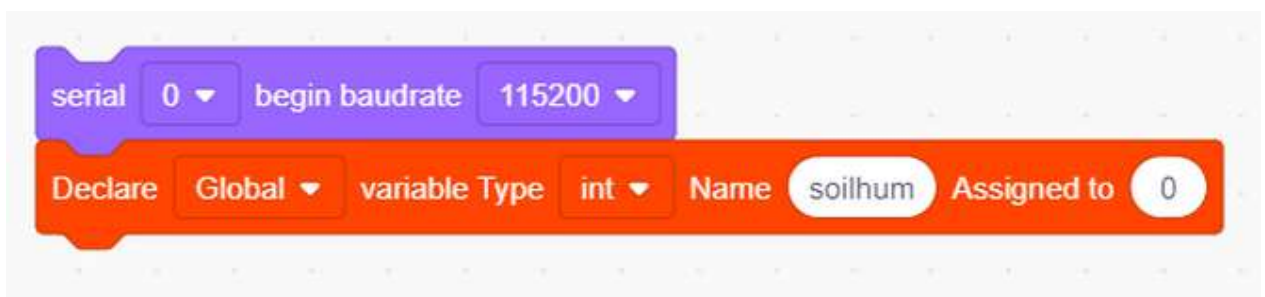 serial 0 begin baudrate 115200
Declare Global variable Type int Name soilhum Assigned to 0